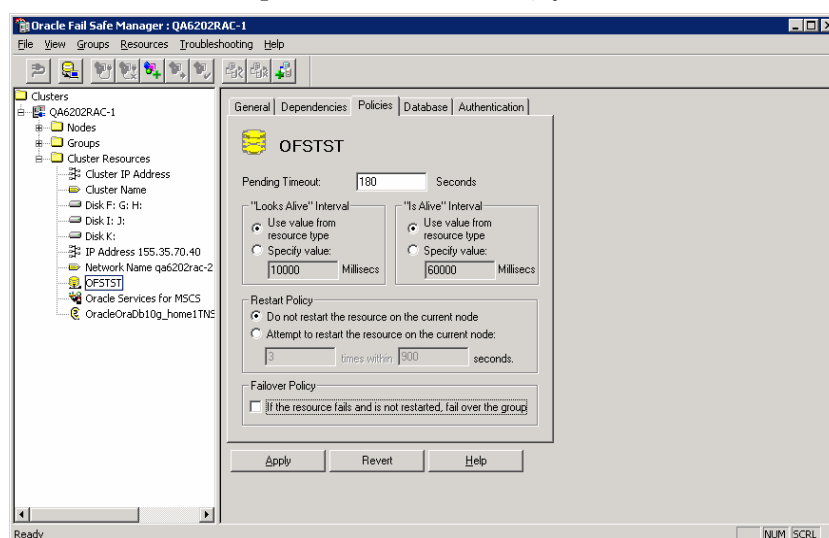 Oracle Fail Safe Manager : QA6202RAC-1
File View Groups Resources Troubleshooting Help
Clusters
QA6202RAC-1
Nodes
Groups
Cluster Resources
Cluster IP Address
Cluster Name
Disk F: G: H:
Disk I: J:
Disk K:
IP Address 155.35.70.40
Network Name qa6202rac-2
OFSTST
Oracle Services for MSCS
OracleOraDb10g_home1TNS
General Dependencies Policies Database Authentication
OFSTST
Pending Timeout: 180 Seconds
"Looks Alive" Interval
Use value from
resource type
Specify value:
10000 Millisecs
"Is Alive" Interval
Use value from
resource type
Specify value:
60000 Millisecs
Restart Policy
Do not restart the resource on the current node
Attempt to restart the resource on the current node:
3 times within 900 seconds.
Failover Policy
If the resource fails and is not restarted, fail over the group
Apply Revert Help
Ready NUM SCRL